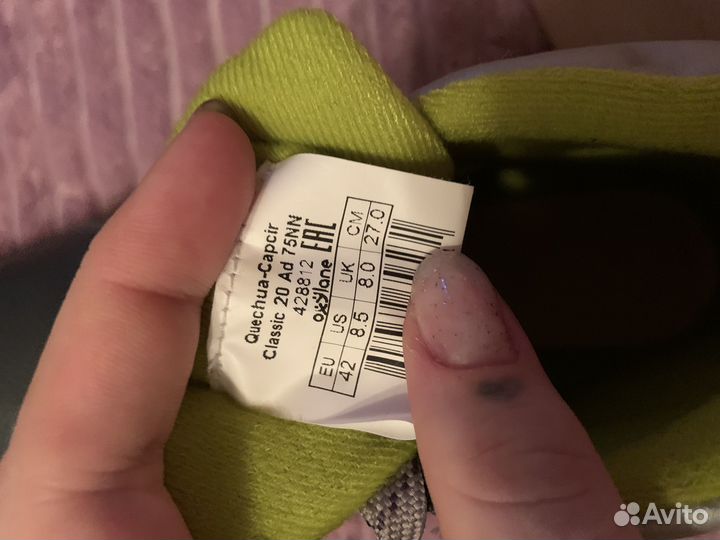 Quechua-Capcir
Classic 20 Ad 75NN
428812 EAC
oxylane
EU US UK CM
42 8.5 8.0 27.0
Avito